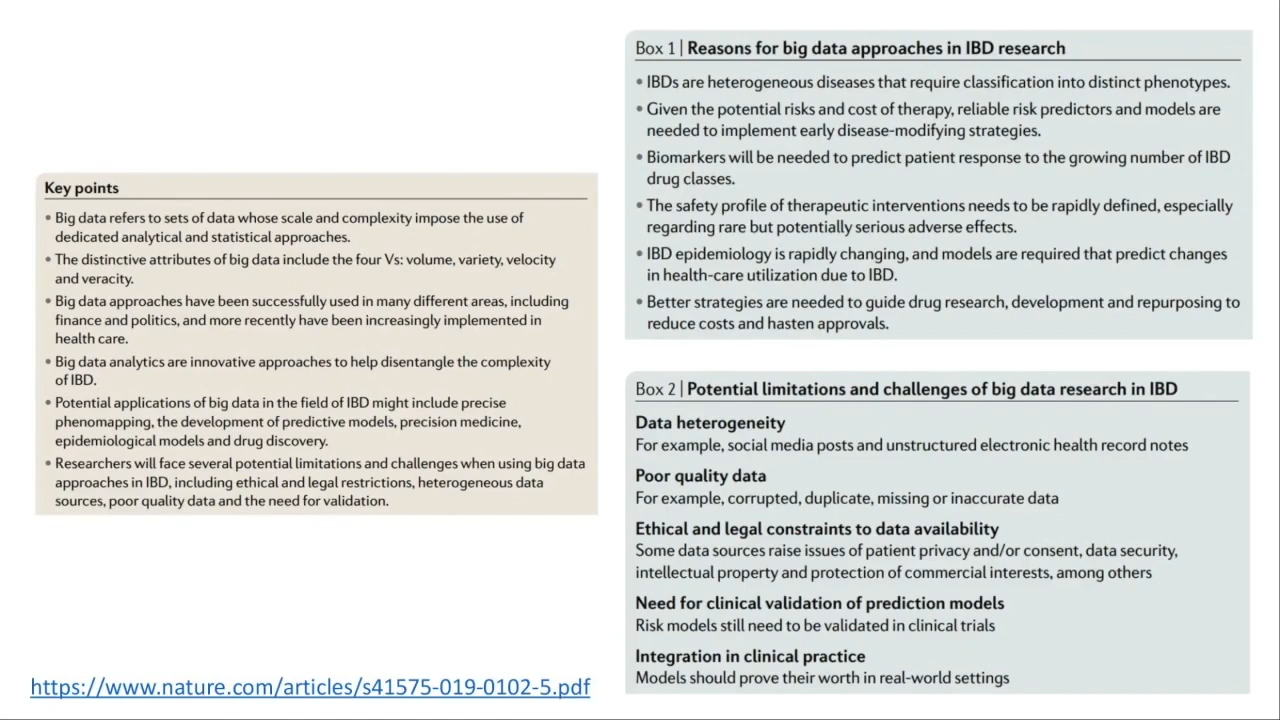 Key points
• Big data refers to sets of data whose scale and complexity impose the use of
dedicated analytical and statistical approaches.
• The distinctive attributes of big data include the four Vs: volume, variety, velocity
and veracity.
• Big data approaches have been successfully used in many different areas, including
finance and politics, and more recently have been increasingly implemented in
health care.
• Big data analytics are innovative approaches to help disentangle the complexity
of IBD.
• Potential applications of big data in the field of IBD might include precise
phenomapping, the development of predictive models, precision medicine,
epidemiological models and drug discovery.
• Researchers will face several potential limitations and challenges when using big data
approaches in IBD, including ethical and legal restrictions, heterogeneous data
sources, poor quality data and the need for validation.
https://www.nature.com/articles/s41575-019-0102-5.pdf
Box 1 | Reasons for big data approaches in IBD research
• IBDs are heterogeneous diseases that require classification into distinct phenotypes.
• Given the potential risks and cost of therapy, reliable risk predictors and models are
needed to implement early disease-modifying strategies.
• Biomarkers will be needed to predict patient response to the growing number of IBD
drug classes.
• The safety profile of therapeutic interventions needs to be rapidly defined, especially
regarding rare but potentially serious adverse effects.
• IBD epidemiology is rapidly changing, and models are required that predict changes
in health-care utilization due to IBD.
• Better strategies are needed to guide drug research, development and repurposing to
reduce costs and hasten approvals.
Box 2 | Potential limitations and challenges of big data research in IBD
Data heterogeneity
For example, social media posts and unstructured electronic health record notes
Poor quality data
For example, corrupted, duplicate, missing or inaccurate data
Ethical and legal constraints to data availability
Some data sources raise issues of patient privacy and/or consent, data security,
intellectual property and protection of commercial interests, among others
Need for clinical validation of prediction models
Risk models still need to be validated in clinical trials
Integration in clinical practice
Models should prove their worth in real-world settings